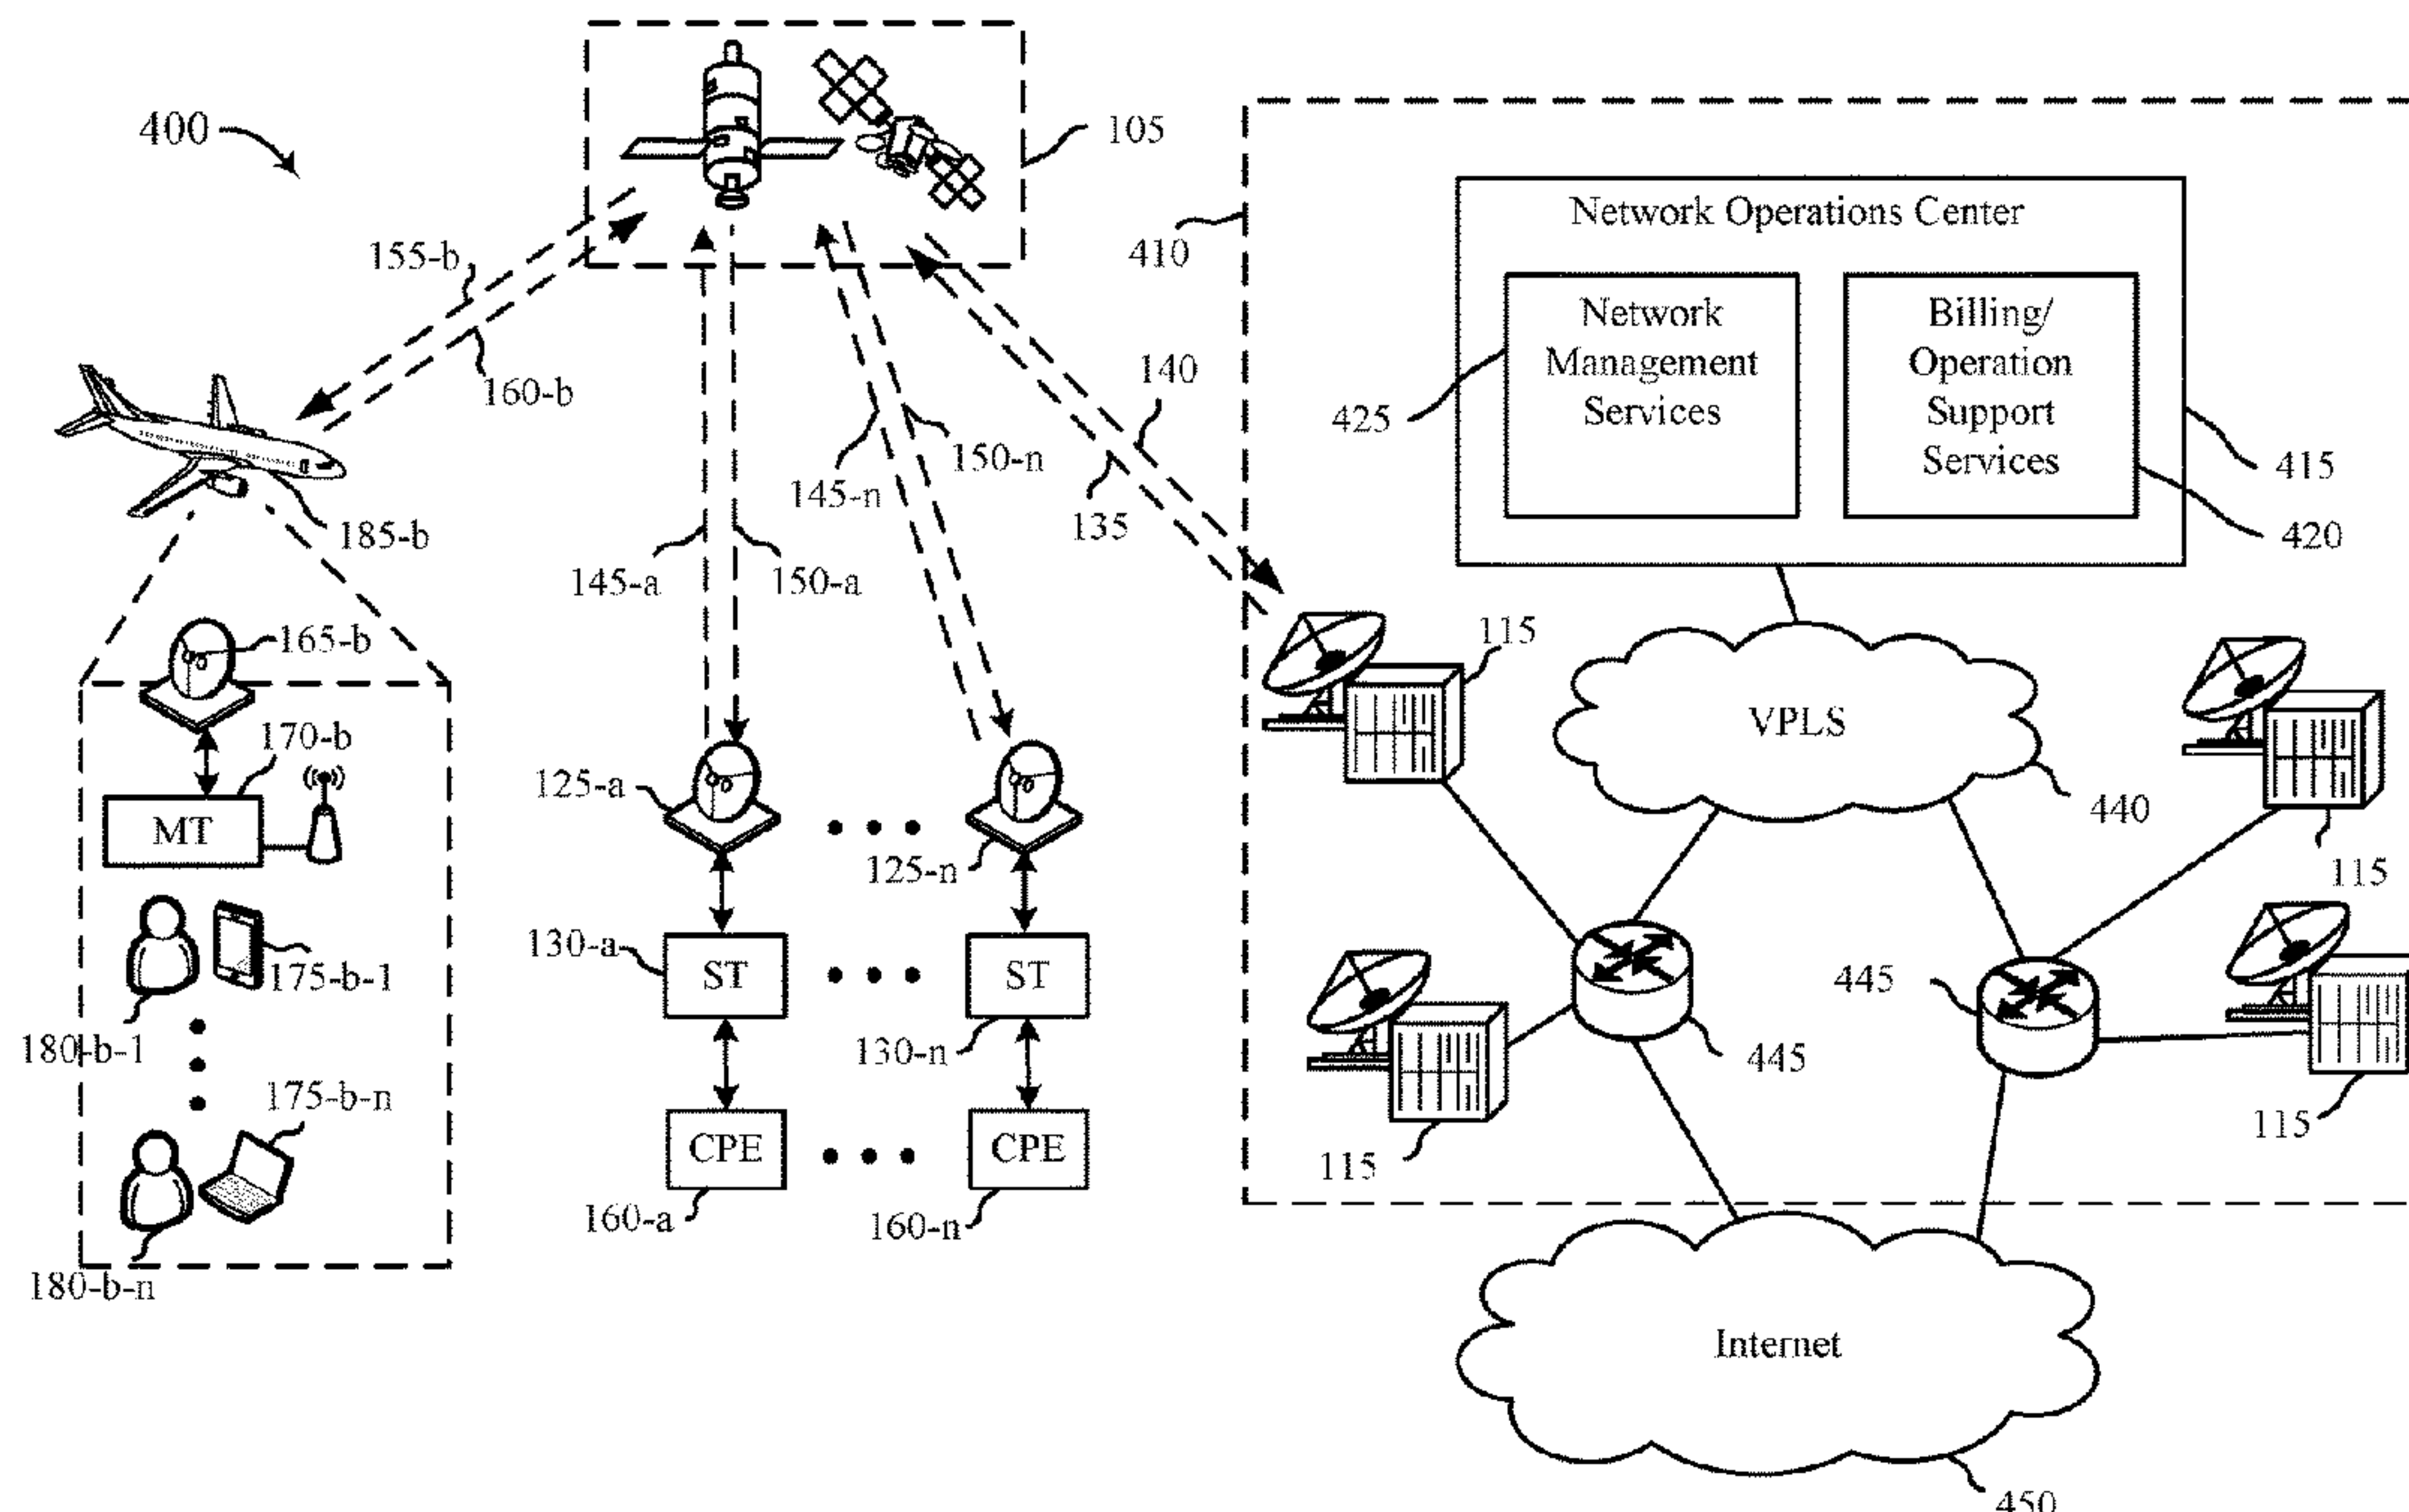 400
105
410
Network Operations Center
Network
Management
Services
Billing/
Operation
Support
Services
425
415
420
155-b
160-b
185-b
145-a
150-a
145-n
150-n
140
135
165-b
170-b
MT
175-b-1
180-b-1
175-b-n
180-b-n
125-a
125-n
130-a
ST
ST
130-n
CPE
CPE
160-a
160-n
115
VPLS
440
115
445
445
115
115
Internet
450